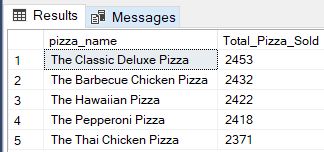 Results Messages
pizza_name Total_Pizza_Sold
1 The Classic Deluxe Pizza 2453
2 The Barbecue Chicken Pizza 2432
3 The Hawaiian Pizza 2422
4 The Pepperoni Pizza 2418
5 The Thai Chicken Pizza 2371